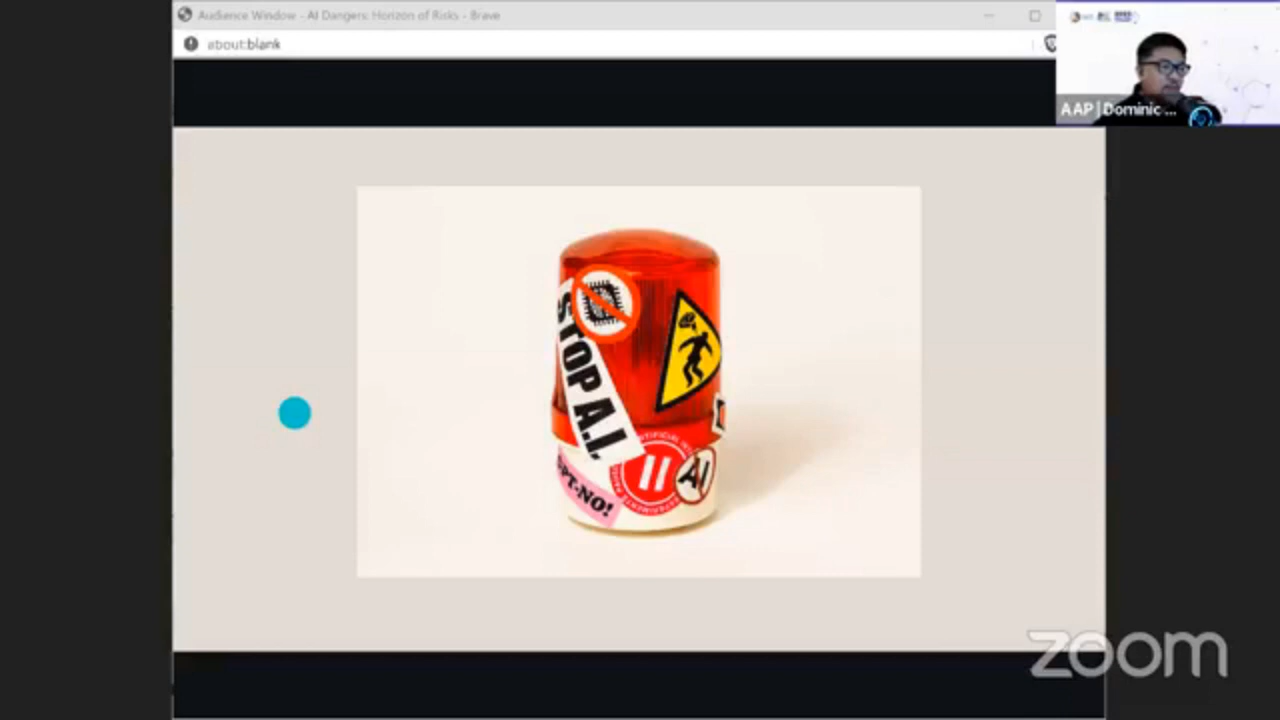 Audience Window - AI Dangers: Horizon of Risks - Brave
about:blank
AAP | Dominic ...
STOP A.I.
AI
PT-NO!
zoom